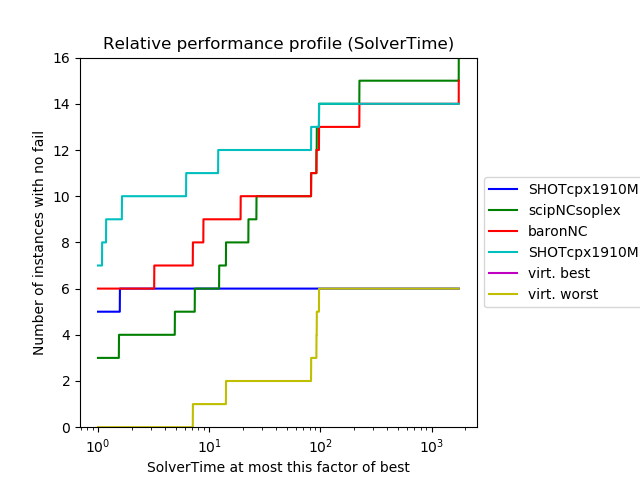 Relative performance profile (SolverTime)
Number of instances with no fail
16
14
12
10
8
6
4
2
0
10^0
10^1
10^2
10^3
SolverTime at most this factor of best
SHOTcpx1910M
scipNCsoplex
baronNC
SHOTcpx1910M
virt. best
virt. worst